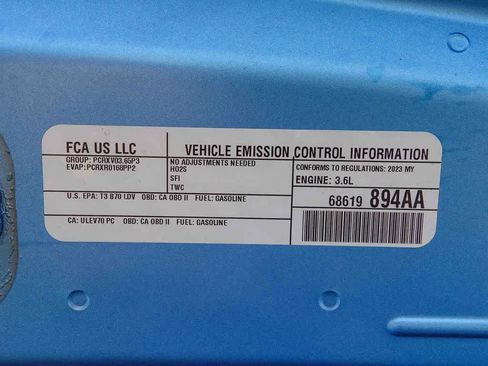 FCA US LLC
VEHICLE EMISSION CONTROL INFORMATION
GROUP: PCRXV03.65P3
EVAP: PCRXR0168PP2
NO ADJUSTMENTS NEEDED
HO2S
SFI
TWC
CONFORMS TO REGULATIONS: 2023 MY
ENGINE: 3.6L
U.S. EPA: T3 B70 LDV OBD: CA OBD II FUEL: GASOLINE
68619 894AA
CA: ULEV70 PC OBD: CA OBD II FUEL: GASOLINE